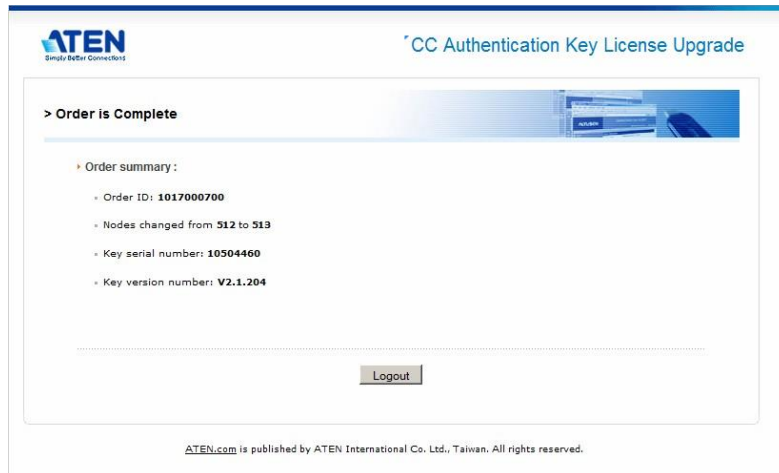 ATEN
Simply Better Connections
CC Authentication Key License Upgrade
> Order is Complete
Order summary :
Order ID: 1017000700
Nodes changed from 512 to 513
Key serial number: 10504460
Key version number: V2.1.204
Logout
ATEN.com is published by ATEN International Co. Ltd., Taiwan. All rights reserved.